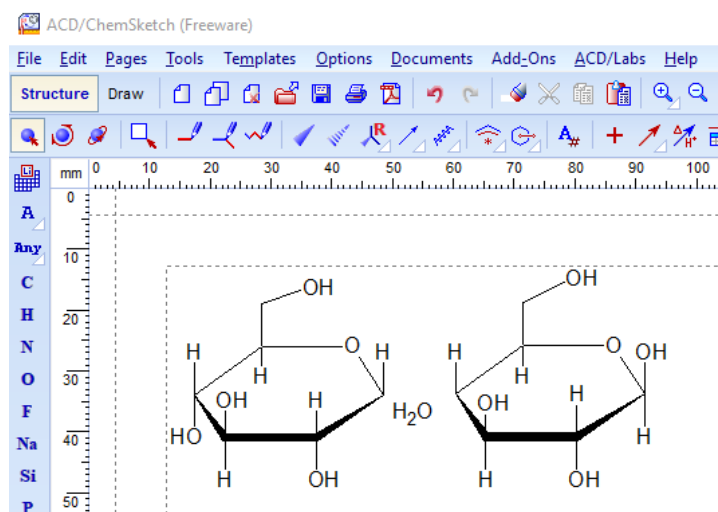 ACD/ChemSketch (Freeware)
File Edit Pages Tools Templates Options Documents Add-Ons ACD/Labs Help
Structure Draw
R A# + Δ H+
Li mm 0 10 20 30 40 50 60 70 80 90 100
0
A
Any
10
C
OH OH
H
20
N
H O H H O OH
O
30
H H
F
OH H H2O OH H
Na
40
HO H
Si
H OH H OH
P
50